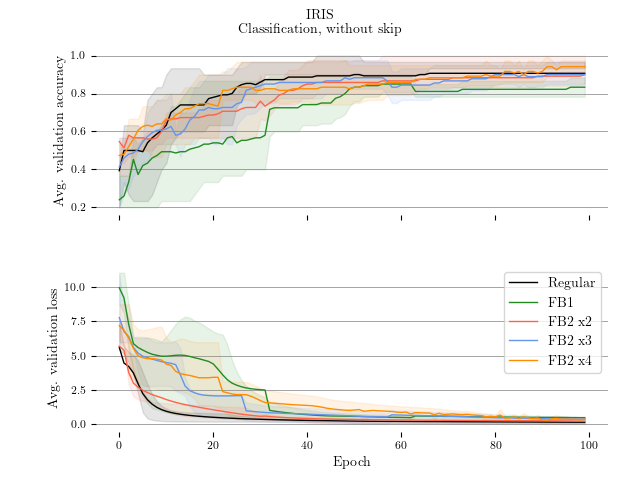 IRIS
Classification, without skip
1.0
0.8
0.6
0.4
0.2
Avg. validation accuracy
10.0
7.5
5.0
2.5
0.0
Avg. validation loss
Regular
FB1
FB2 x2
FB2 x3
FB2 x4
0 20 40 60 80 100
Epoch